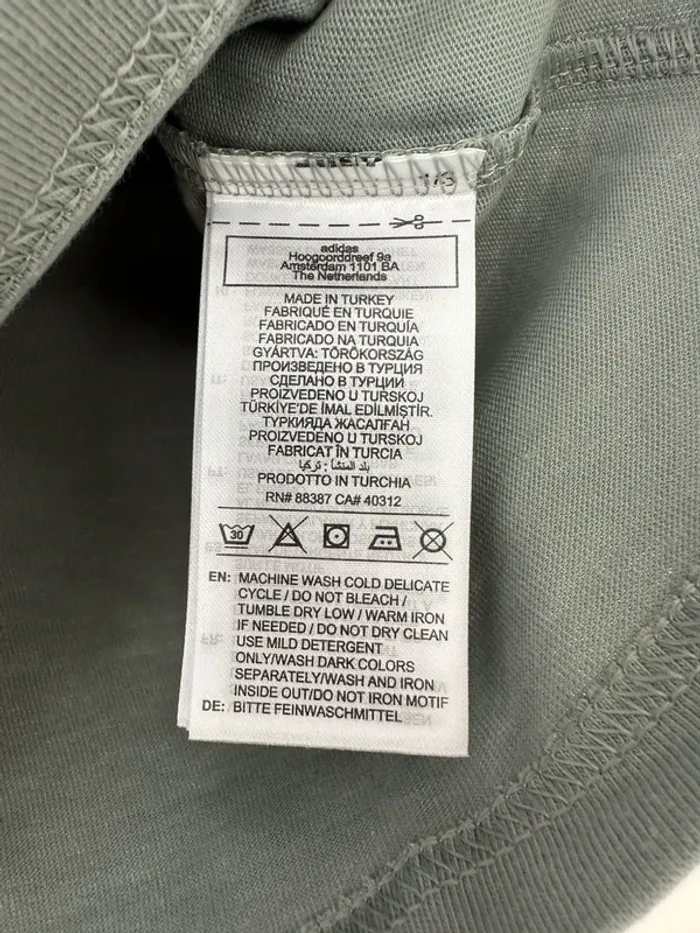 1/3
adidas
Hoogoorddreef 9a
Amsterdam 1101 BA
The Netherlands
MADE IN TURKEY
FABRIQUÉ EN TURQUIE
FABRICADO EN TURQUÍA
FABRICADO NA TURQUIA
GYÁRTVA: TÖRÖKORSZÁG
ПРОИЗВЕДЕНО В ТУРЦИЯ
СДЕЛАНО В ТУРЦИИ
PROIZVEDENO U TURSKOJ
TÜRKİYE'DE İMAL EDİLMİŞTİR.
ТУРКИЯДА ЖАСАЛҒАН
PROIZVEDENO U TURSKOJ
FABRICAT ÎN TURCIA
بلد المنشأ : تركيا
PRODOTTO IN TURCHIA
RN# 88387 CA# 40312
30
EN: MACHINE WASH COLD DELICATE
CYCLE / DO NOT BLEACH /
TUMBLE DRY LOW / WARM IRON
IF NEEDED / DO NOT DRY CLEAN
USE MILD DETERGENT
ONLY/WASH DARK COLORS
SEPARATELY/WASH AND IRON
INSIDE OUT/DO NOT IRON MOTIF
DE: BITTE FEINWASCHMITTEL